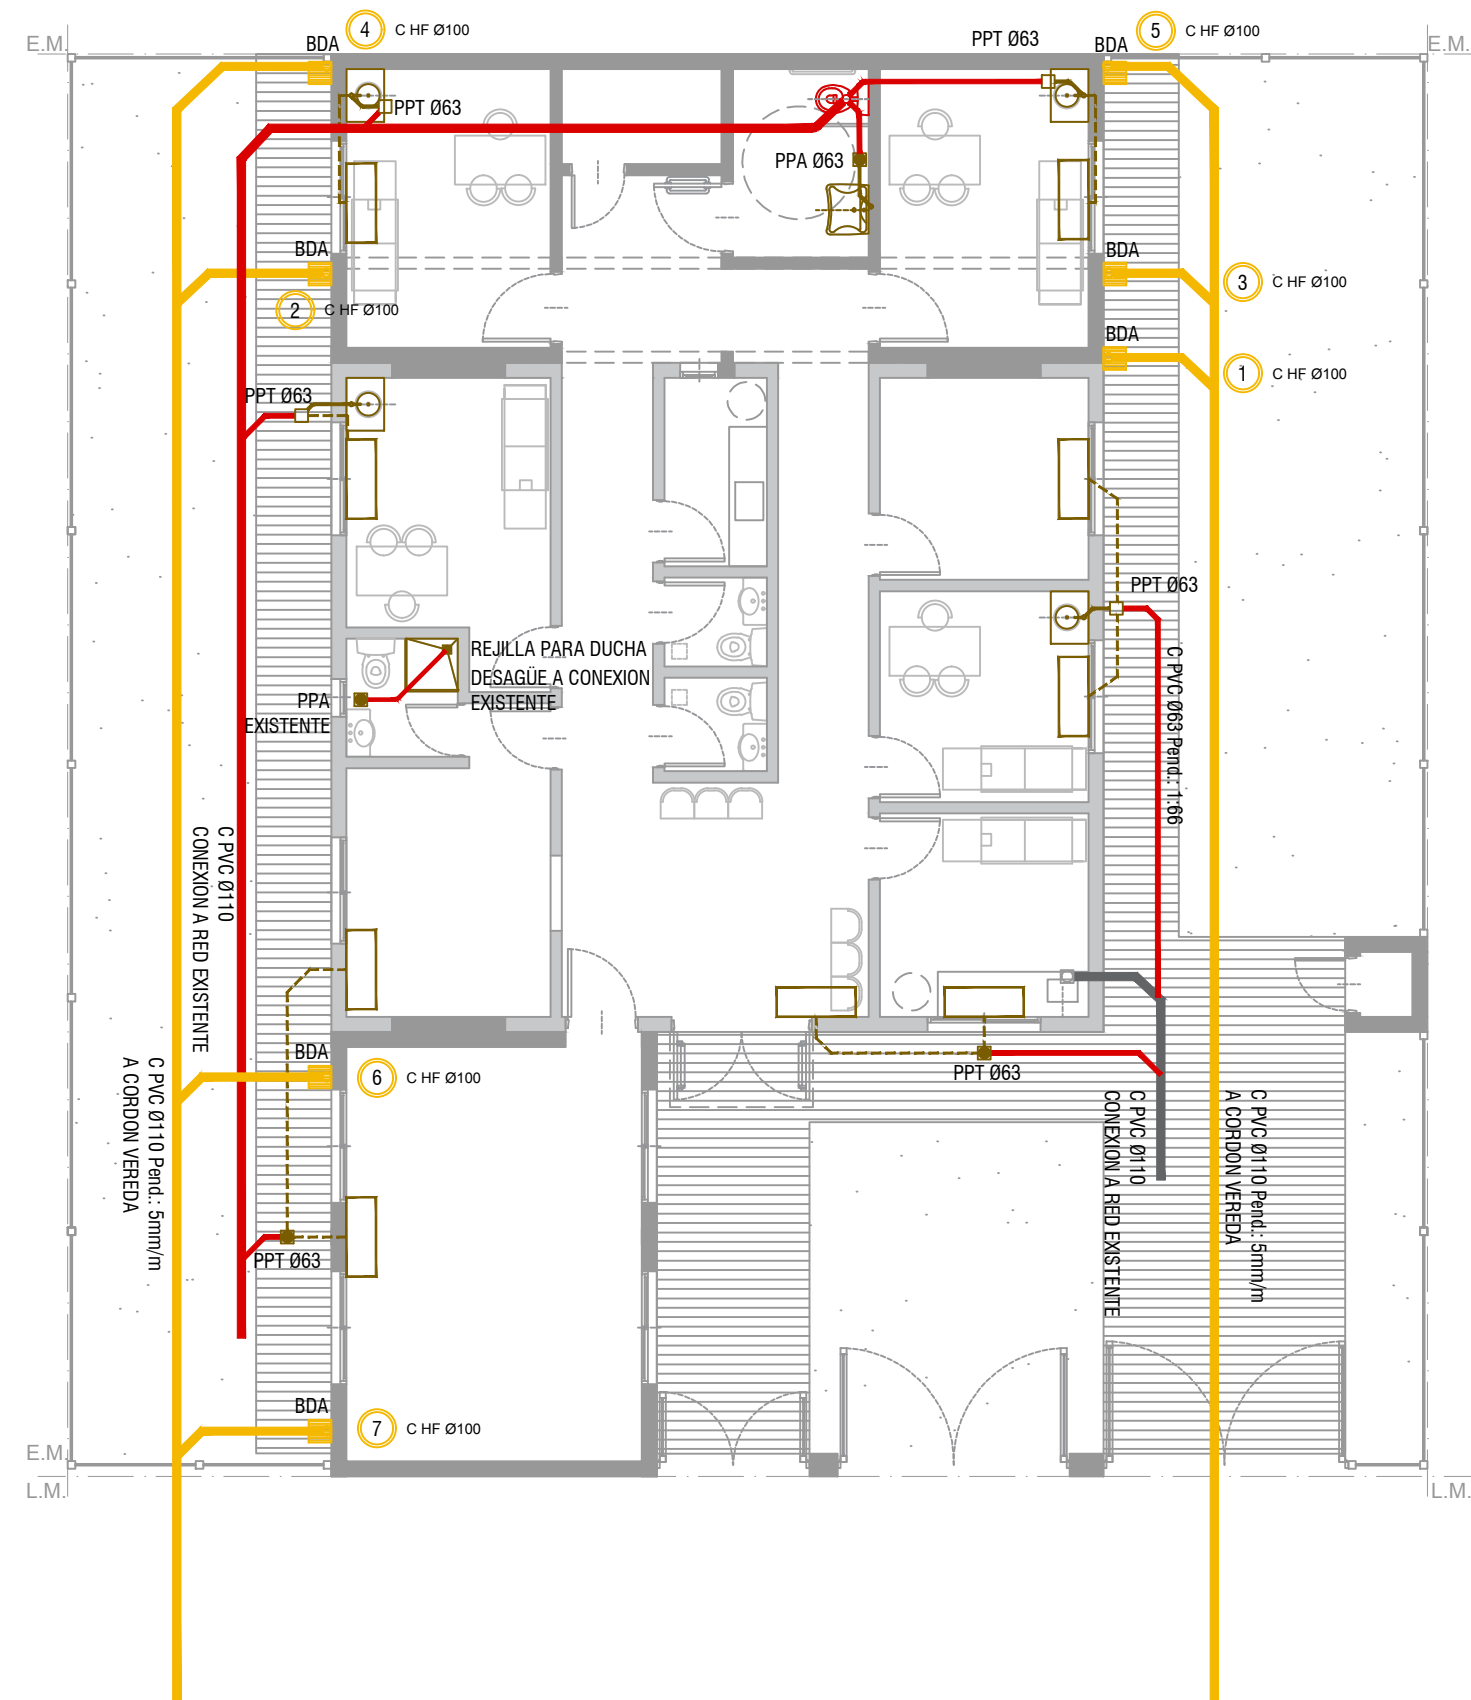 4
C HF Ø100
5
C HF Ø100
E.M.
BDA
PPT Ø63
BDA
E.M.
PPT Ø63
PPA Ø63
BDA
BDA
2
C HF Ø100
3
C HF Ø100
BDA
1
C HF Ø100
PPT Ø63
PPT Ø63
REJILLA PARA DUCHA
DESAGÜE A CONEXION
EXISTENTE
PPA
EXISTENTE
C PVC Ø63 Pend.: 1:66
C PVC Ø110
CONEXION A RED EXISTENTE
BDA
6
C HF Ø100
PPT Ø63
C PVC Ø110 Pend.: 5mm/m
A CORDON VEREDA
C PVC Ø110
CONEXION A RED EXISTENTE
C PVC Ø110 Pend.: 5mm/m
A CORDON VEREDA
PPT Ø63
BDA
7
C HF Ø100
E.M.
L.M.
L.M.